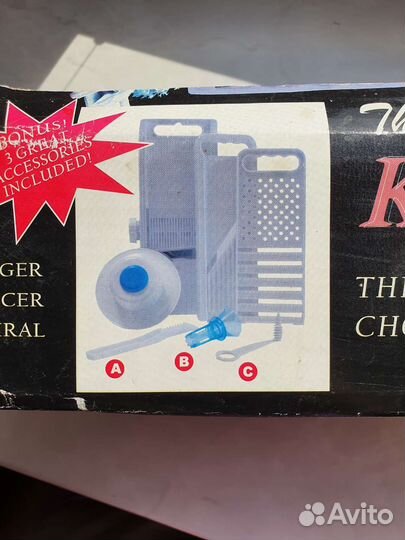 BONUS!
3 GREAT
ACCESSORIES
INCLUDED!
Th
K
GER
CER
RAL
THE
CHO
A
B
C
Avito